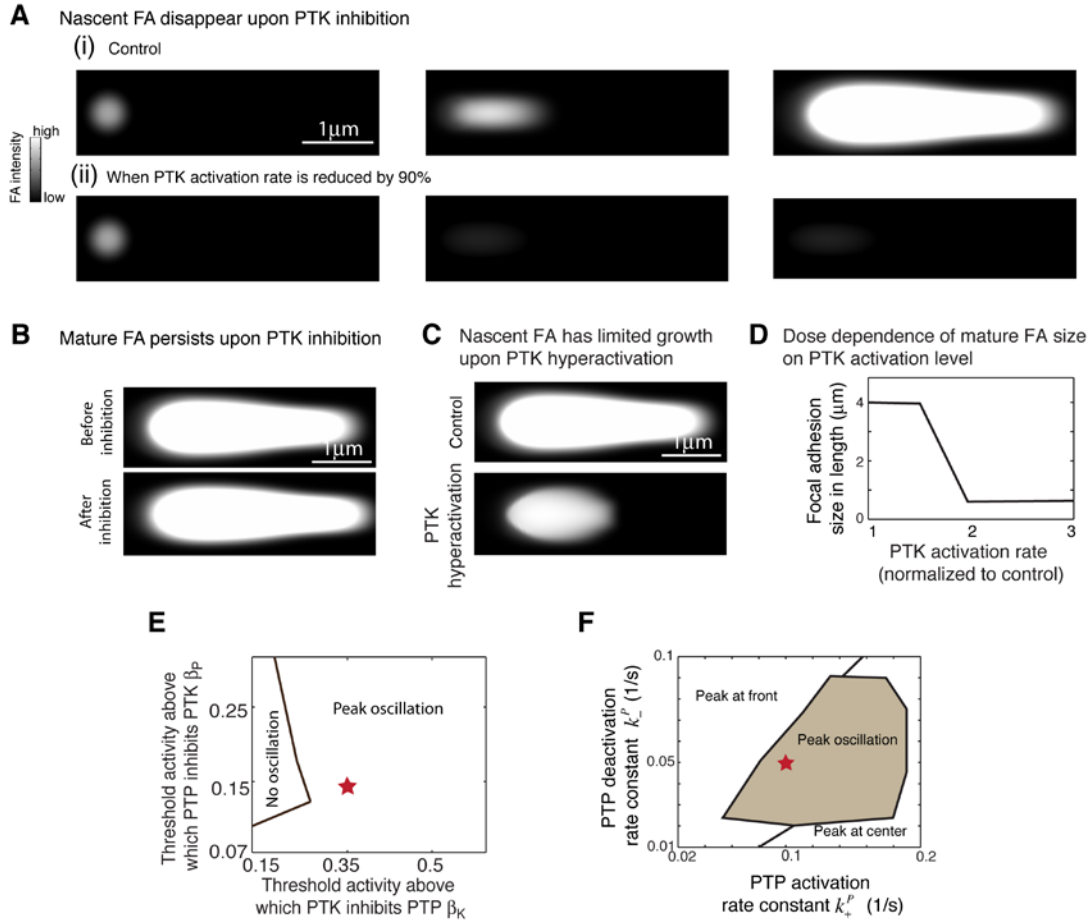 A Nascent FA disappear upon PTK inhibition
(i) Control
1μm
FA intensity
high
low
(ii) When PTK activation rate is reduced by 90%
B Mature FA persists upon PTK inhibition
Before
inhibition
1μm
After
inhibition
C Nascent FA has limited growth
upon PTK hyperactivation
Control
1μm
PTK
hyperactivation
D Dose dependence of mature FA size
on PTK activation level
Focal adhesion
size in length (μm)
4
2
0
1 2 3
PTK activation rate
(normalized to control)
E
Threshold activity above
which PTP inhibits PTK βP
0.25
0.15
0.07
No oscillation
Peak oscillation
0.15 0.35 0.5
Threshold activity above
which PTK inhibits PTP βK
F
PTP deactivation
rate constant k_-^P (1/s)
0.1
0.05
0.01
Peak at front
Peak oscillation
Peak at center
0.02 0.1 0.2
PTP activation
rate constant k_+^P (1/s)